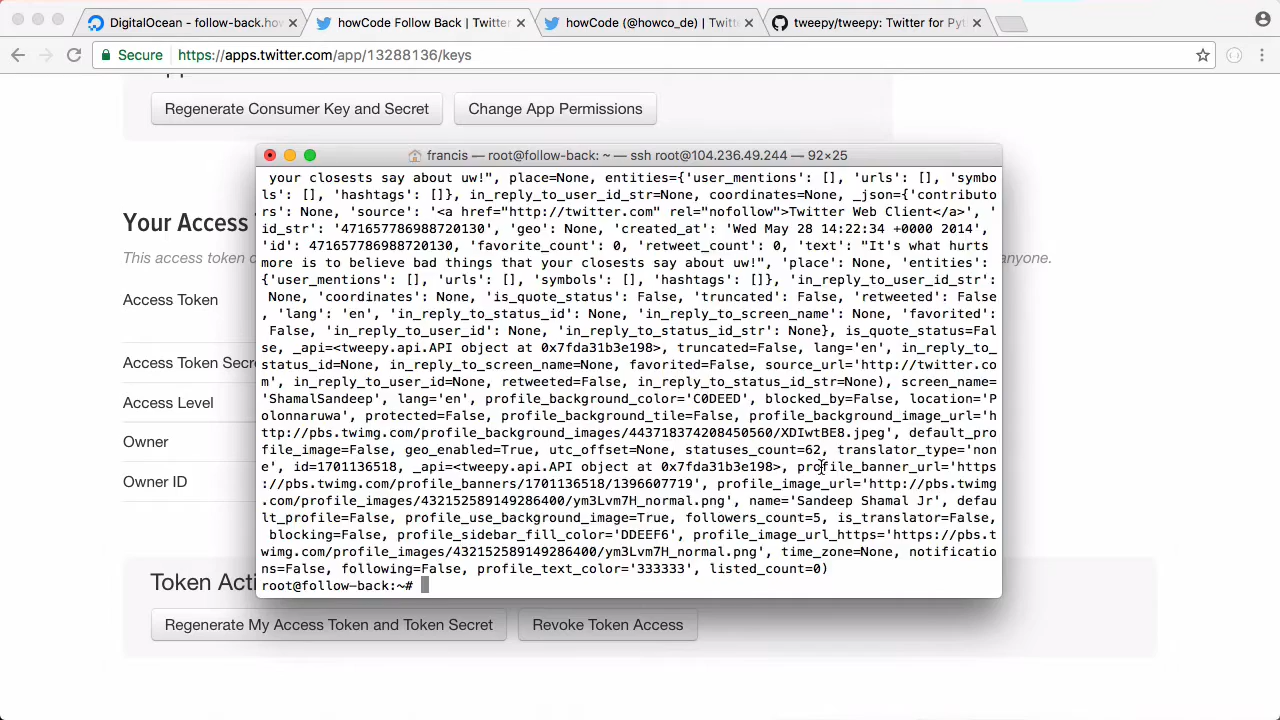 DigitalOcean - follow-back.how
howCode Follow Back | Twitter
howCode (@howco_de) | Twitt
tweepy/tweepy: Twitter for Pyt
Secure https://apps.twitter.com/app/13288136/keys
Regenerate Consumer Key and Secret
Change App Permissions
francis — root@follow-back: ~ — ssh root@104.236.49.244 — 92×25
your closests say about uw!", place=None, entities={'user_mentions': [], 'urls': [], 'symbo
ls': [], 'hashtags': []}, in_reply_to_user_id_str=None, coordinates=None, _json={'contributo
rs': None, 'source': '<a href="http://twitter.com" rel="nofollow">Twitter Web Client</a>', '
id_str': '471657786988720130', 'geo': None, 'created_at': 'Wed May 28 14:22:34 +0000 2014',
'id': 471657786988720130, 'favorite_count': 0, 'retweet_count': 0, 'text': "It's what hurts
more is to believe bad things that your closests say about uw!", 'place': None, 'entities':
{'user_mentions': [], 'urls': [], 'symbols': [], 'hashtags': []}, 'in_reply_to_user_id_str':
None, 'coordinates': None, 'is_quote_status': False, 'truncated': False, 'retweeted': False
, 'lang': 'en', 'in_reply_to_status_id': None, 'in_reply_to_screen_name': None, 'favorited':
False, 'in_reply_to_user_id': None, 'in_reply_to_status_id_str': None}, is_quote_status=Fal
se, _api=<tweepy.api.API object at 0x7fda31b3e198>, truncated=False, lang='en', in_reply_to_
status_id=None, in_reply_to_screen_name=None, favorited=False, source_url='http://twitter.co
m', in_reply_to_user_id=None, retweeted=False, in_reply_to_status_id_str=None), screen_name=
'ShamalSandeep', lang='en', profile_background_color='C0DEED', blocked_by=False, location='P
olonnaruwa', protected=False, profile_background_tile=False, profile_background_image_url='h
ttp://pbs.twimg.com/profile_background_images/443718374208450560/XDIwtBE8.jpeg', default_pro
file_image=False, geo_enabled=True, utc_offset=None, statuses_count=62, translator_type='non
e', id=1701136518, _api=<tweepy.api.API object at 0x7fda31b3e198>, profile_banner_url='https
://pbs.twimg.com/profile_banners/1701136518/1396607719', profile_image_url='http://pbs.twimg
.com/profile_images/432152589149286400/ym3Lvm7H_normal.png', name='Sandeep Shamal Jr', defau
lt_profile=False, profile_use_background_image=True, followers_count=5, is_translator=False,
blocking=False, profile_sidebar_fill_color='DDEEF6', profile_image_url_https='https://pbs.t
wimg.com/profile_images/432152589149286400/ym3Lvm7H_normal.png', time_zone=None, notificatio
ns=False, following=False, profile_text_color='333333', listed_count=0)
root@follow-back:~#
Your Access
This access token
anyone.
Access Token
Access Token Secr
Access Level
Owner
Owner ID
Token Acti
Regenerate My Access Token and Token Secret
Revoke Token Access